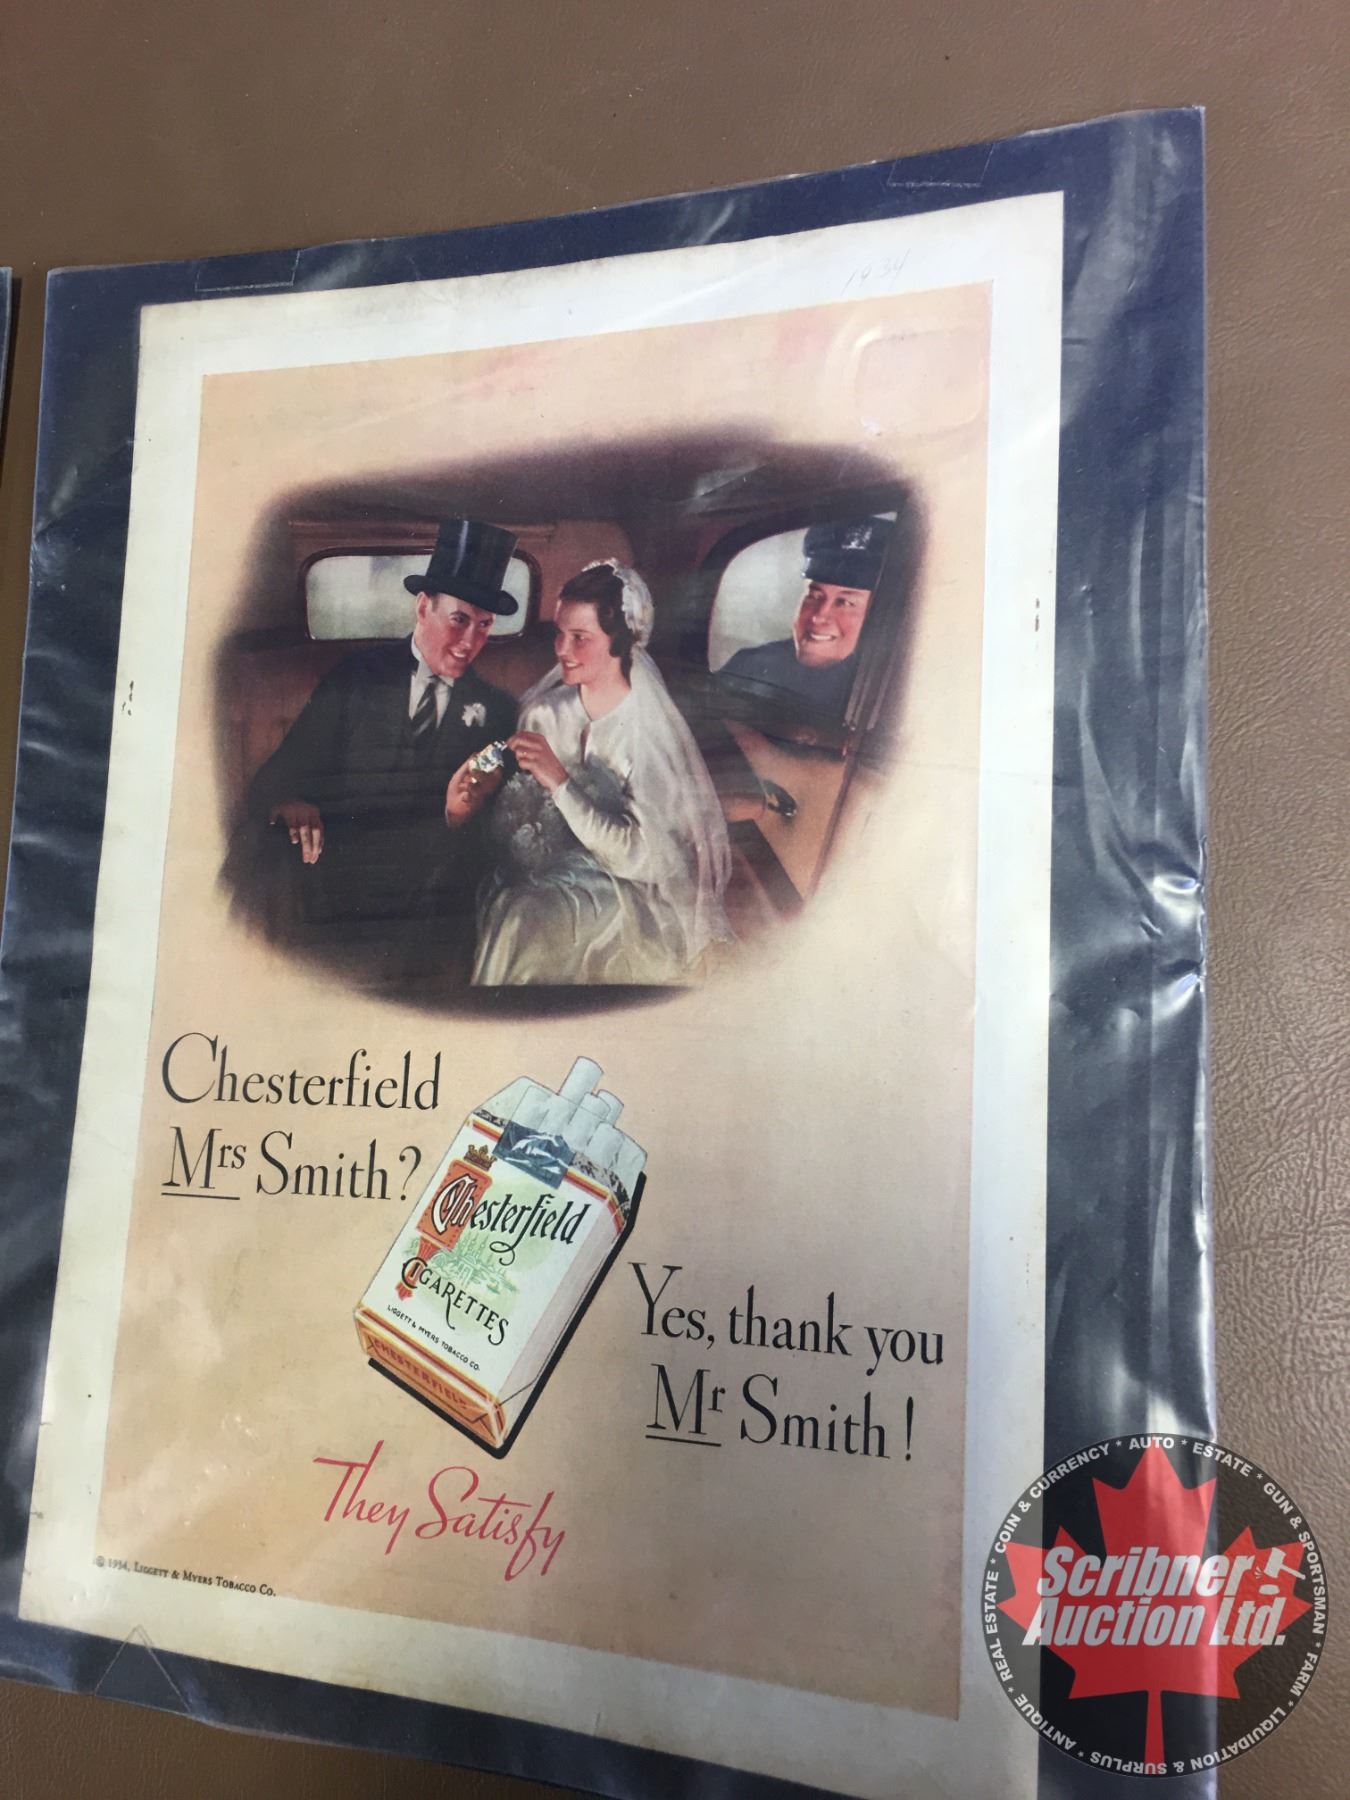 1934
Chesterfield
Mrs Smith?
Chesterfield
CIGARETTES
LIGGETT & MYERS TOBACCO CO.
CHESTERFIELD
Yes, thank you
Mr Smith!
They Satisfy
© 1934, LIGGETT & MYERS TOBACCO CO.
REAL ESTATE * COIN & CURRENCY * AUTO * ESTATE * GUN & SPORTSMAN * FARM * LIQUIDATION & SURPLUS * ANTIQUE *
Scribner
Auction Ltd.